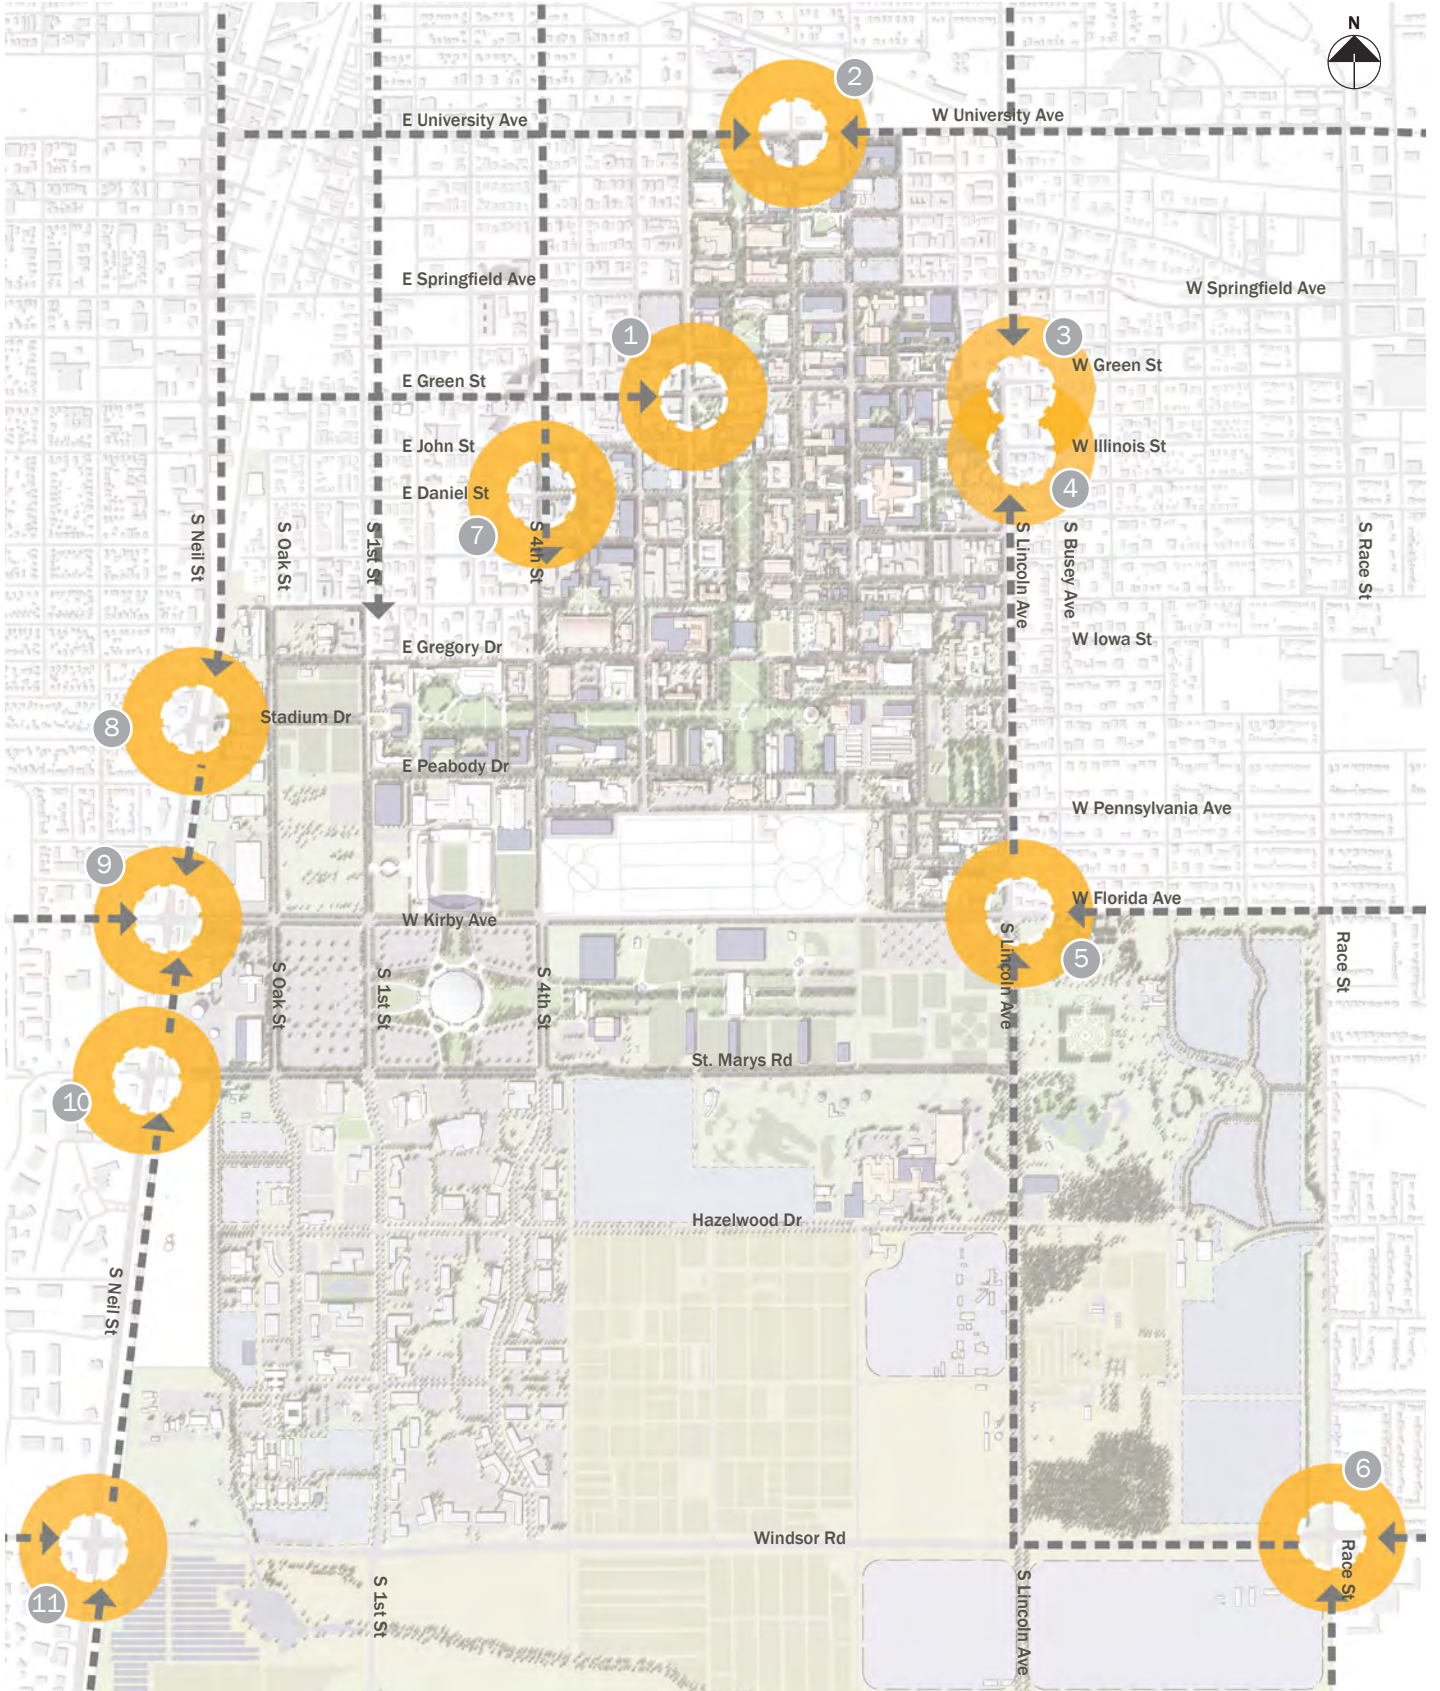 N
2
E University Ave
W University Ave
E Springfield Ave
W Springfield Ave
1
3
W Green St
E Green St
E John St
W Illinois St
E Daniel St
4
7
S Neil St
S Oak St
S 1st St
S 4th St
S Lincoln Ave
S Busey Ave
S Race St
W Iowa St
E Gregory Dr
Stadium Dr
8
E Peabody Dr
W Pennsylvania Ave
9
W Florida Ave
W Kirby Ave
5
S Oak St
S 1st St
S 4th St
S Lincoln Ave
Race St
St. Marys Rd
10
Hazelwood Dr
S Neil St
6
Windsor Rd
Race St
11
S 1st St
S Lincoln Ave